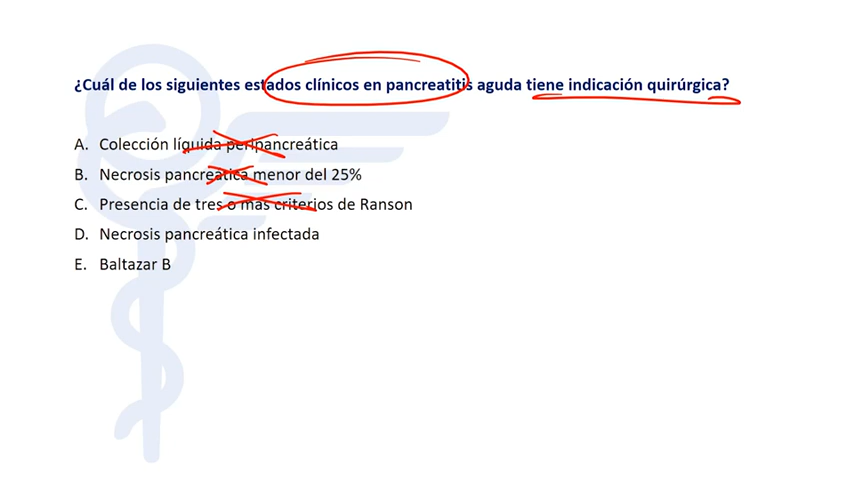 ¿Cuál de los siguientes estados clínicos en pancreatitis aguda tiene indicación quirúrgica?
A. Colección líquida peripancreática
B. Necrosis pancreática menor del 25%
C. Presencia de tres o mas criterios de Ranson
D. Necrosis pancreática infectada
E. Baltazar B